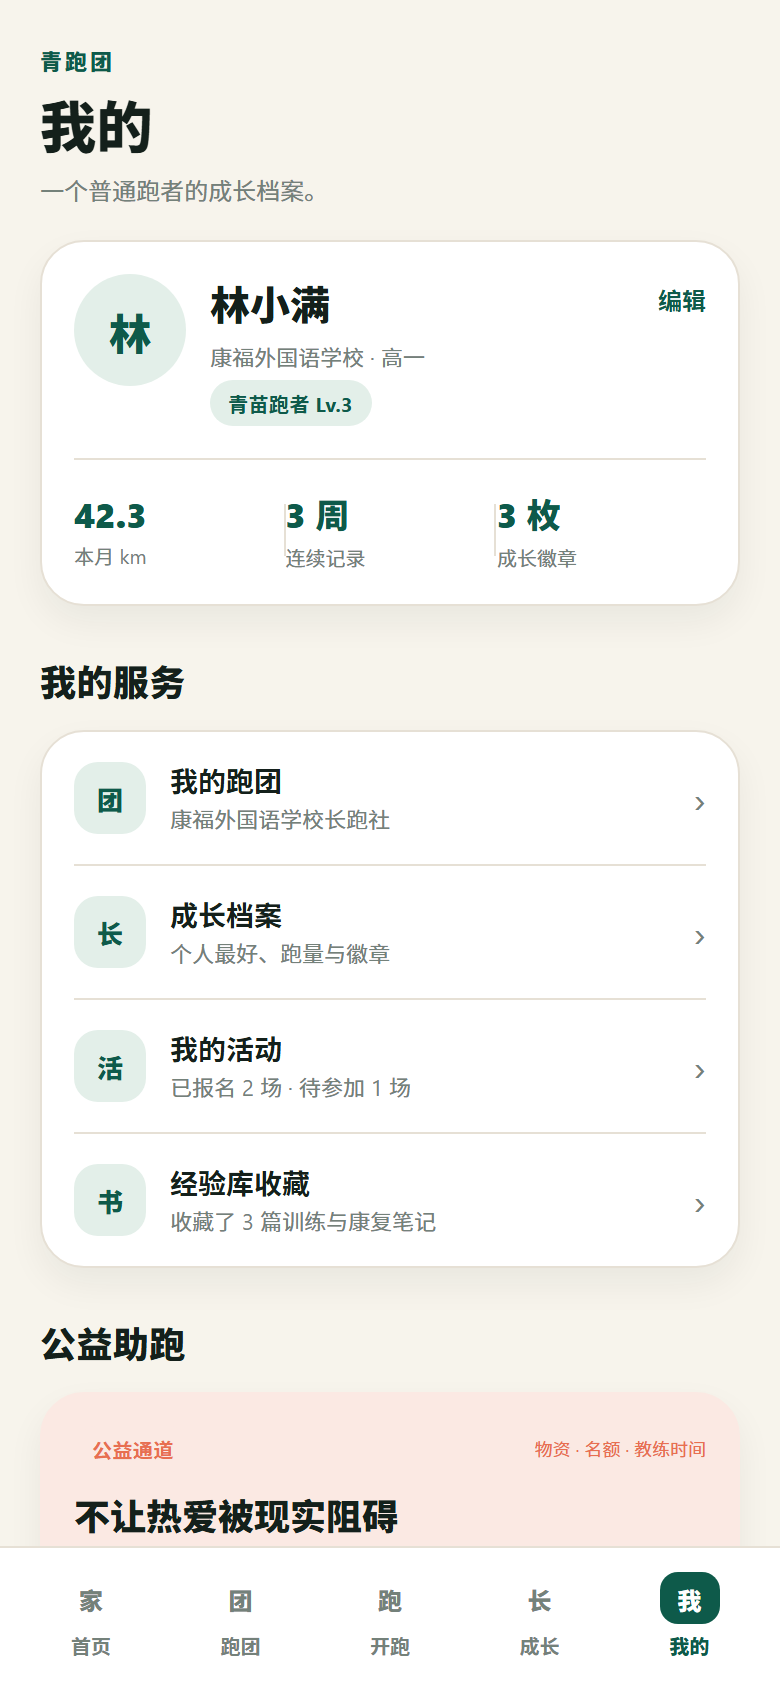 青跑团
我的
一个普通跑者的成长档案。
林
林小满
编辑
康福外国语学校 · 高一
青苗跑者 Lv.3
42.3
本月 km
3 周
连续记录
3 枚
成长徽章
我的服务
团
我的跑团
康福外国语学校长跑社
›
长
成长档案
个人最好、跑量与徽章
›
活
我的活动
已报名 2 场 · 待参加 1 场
›
书
经验库收藏
收藏了 3 篇训练与康复笔记
›
公益助跑
公益通道
物资 · 名额 · 教练时间
不让热爱被现实阻碍
家
首页
团
跑团
跑
开跑
长
成长
我
我的